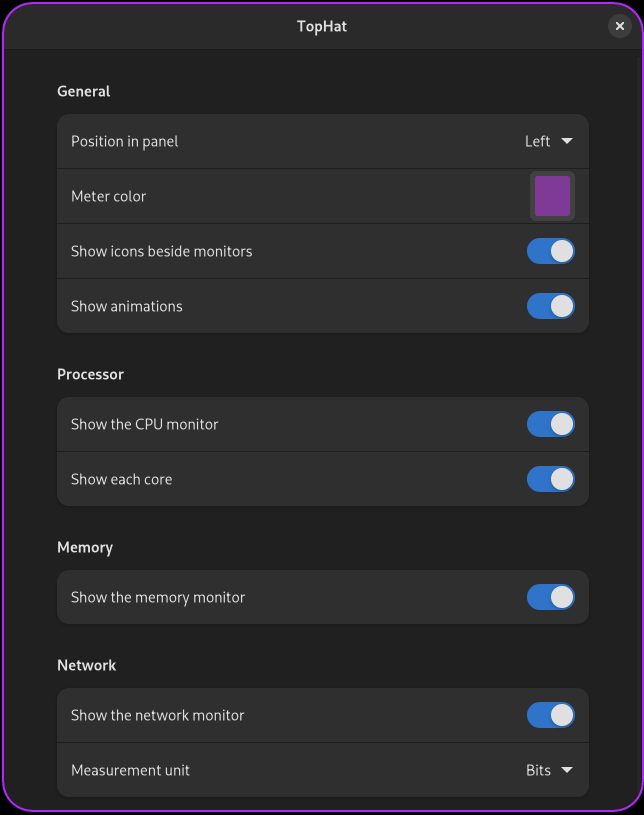 TopHat
General
Position in panel Left
Meter color
Show icons beside monitors
Show animations
Processor
Show the CPU monitor
Show each core
Memory
Show the memory monitor
Network
Show the network monitor
Measurement unit Bits